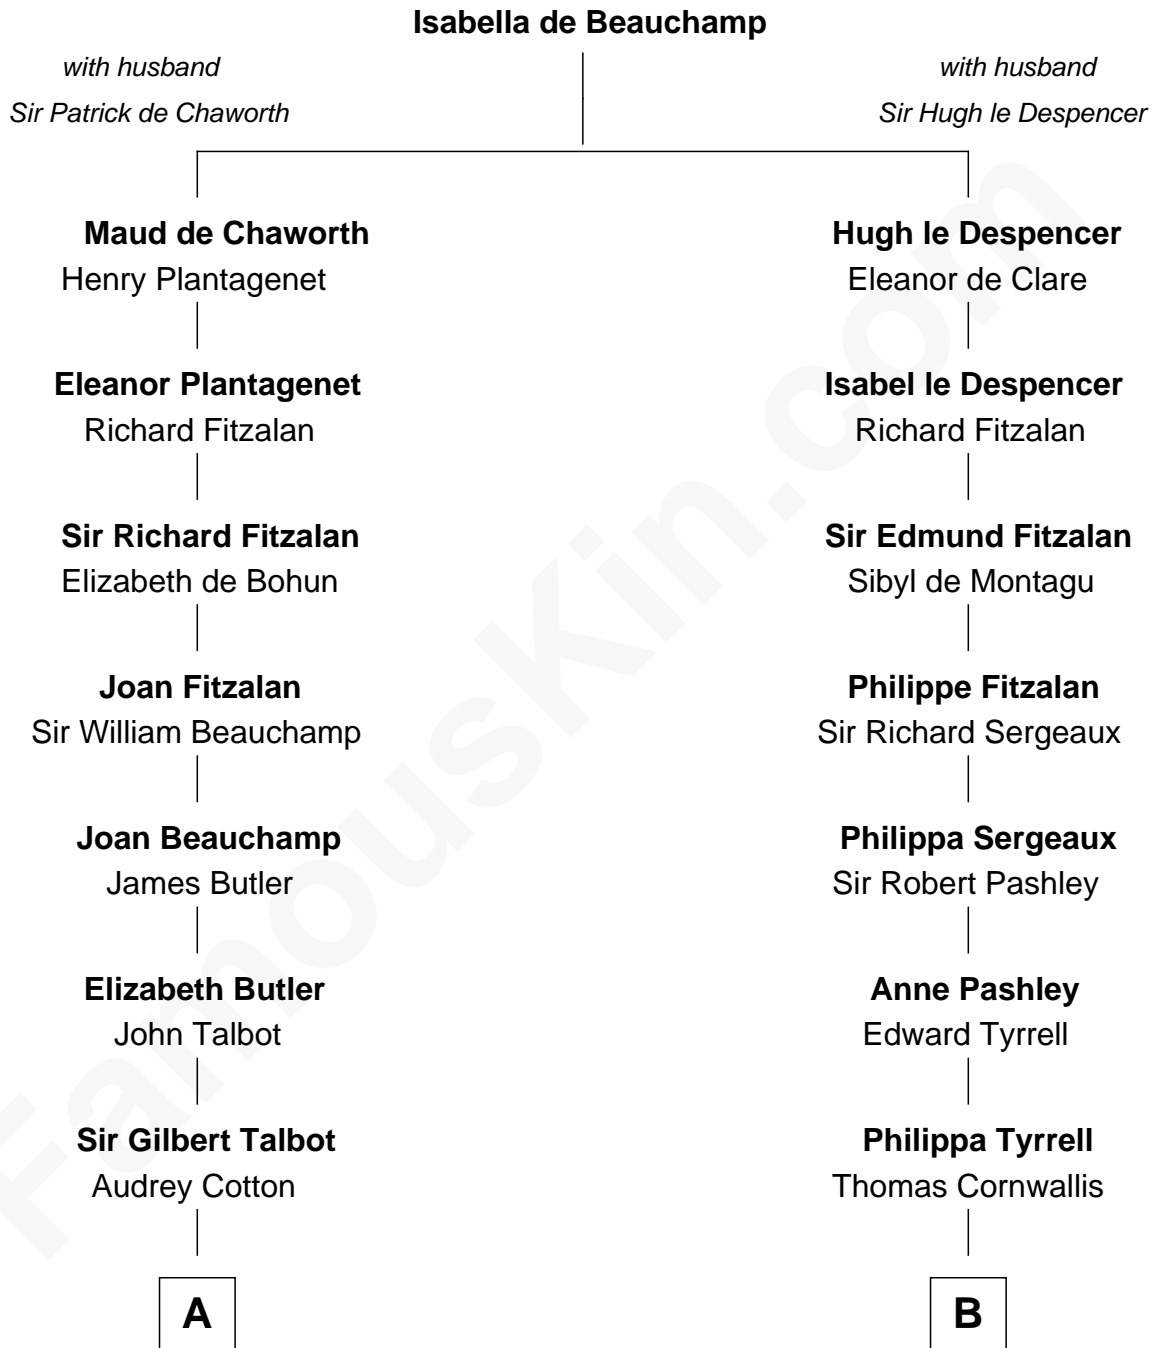 Isabella de Beauchamp
with husband
Sir Patrick de Chaworth
with husband
Sir Hugh le Despencer
Maud de Chaworth
Henry Plantagenet
Hugh le Despencer
Eleanor de Clare
Eleanor Plantagenet
Richard Fitzalan
Isabel le Despencer
Richard Fitzalan
Sir Richard Fitzalan
Elizabeth de Bohun
Sir Edmund Fitzalan
Sibyl de Montagu
Joan Fitzalan
Sir William Beauchamp
Philippe Fitzalan
Sir Richard Sergeaux
Joan Beauchamp
James Butler
Philippa Sergeaux
Sir Robert Pashley
Elizabeth Butler
John Talbot
Anne Pashley
Edward Tyrrell
Sir Gilbert Talbot
Audrey Cotton
Philippa Tyrrell
Thomas Cornwallis
A
B
FamousKin.com